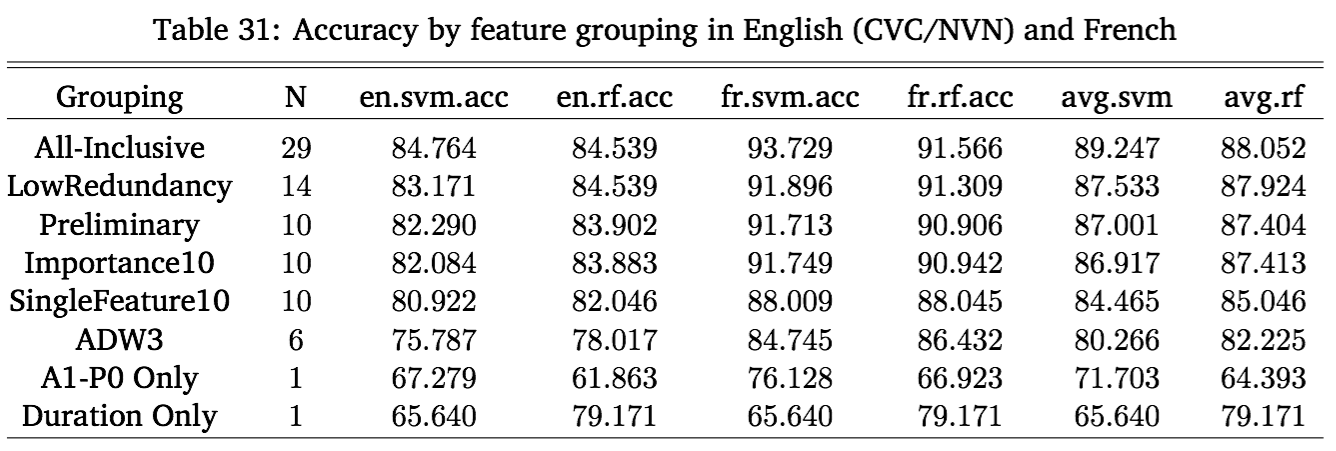 Table 31: Accuracy by feature grouping in English (CVC/NVN) and French
Grouping N en.svm.acc en.rf.acc fr.svm.acc fr.rf.acc avg.svm avg.rf
All-Inclusive 29 84.764 84.539 93.729 91.566 89.247 88.052
LowRedundancy 14 83.171 84.539 91.896 91.309 87.533 87.924
Preliminary 10 82.290 83.902 91.713 90.906 87.001 87.404
Importance10 10 82.084 83.883 91.749 90.942 86.917 87.413
SingleFeature10 10 80.922 82.046 88.009 88.045 84.465 85.046
ADW3 6 75.787 78.017 84.745 86.432 80.266 82.225
A1-P0 Only 1 67.279 61.863 76.128 66.923 71.703 64.393
Duration Only 1 65.640 79.171 65.640 79.171 65.640 79.171